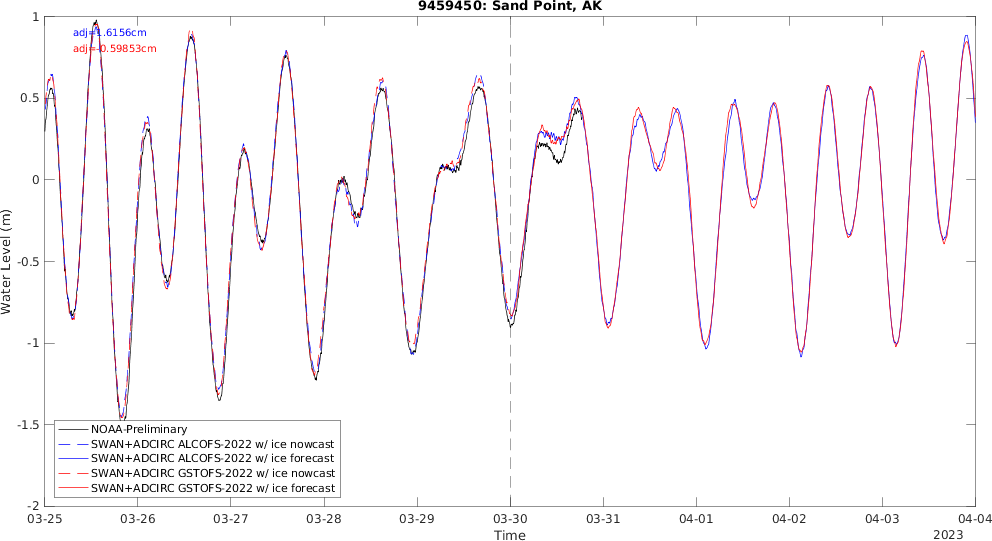 9459450: Sand Point, AK
adj=1.6156cm
adj=-0.59853cm
Water Level (m)
1
0.5
0
-0.5
-1
-1.5
-2
NOAA-Preliminary
SWAN+ADCIRC ALCOFS-2022 w/ ice nowcast
SWAN+ADCIRC ALCOFS-2022 w/ ice forecast
SWAN+ADCIRC GSTOFS-2022 w/ ice nowcast
SWAN+ADCIRC GSTOFS-2022 w/ ice forecast
03-25 03-26 03-27 03-28 03-29 03-30 03-31 04-01 04-02 04-03 04-04
Time
2023